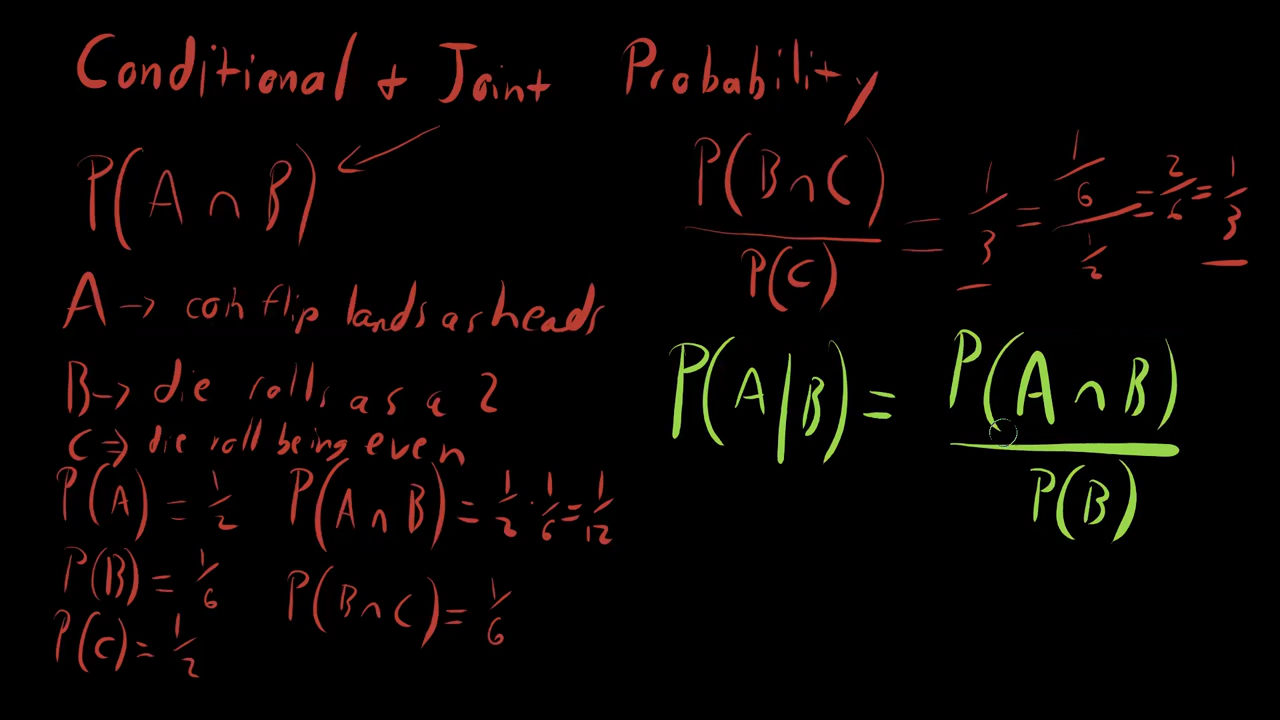 Conditional + Joint Probability
P(A ∩ B)
A → coin flip lands as heads
B → die rolls as a 2
C ⇒ die roll being even
P(A) = 1/2
P(A ∩ B) = 1/2 · 1/6 = 1/12
P(B) = 1/6
P(B ∩ C) = 1/6
P(C) = 1/2
P(B ∩ C) / P(C) = 1/3 = 1/6 / 1/2 = 2/6 = 1/3
P(A|B) = P(A ∩ B) / P(B)